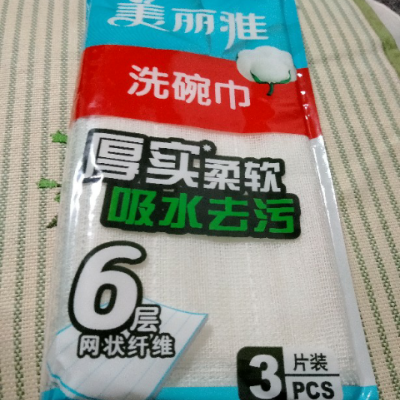 美丽雅
洗碗巾
厚实柔软
吸水去污
6层
网状纤维
3片装
PCS